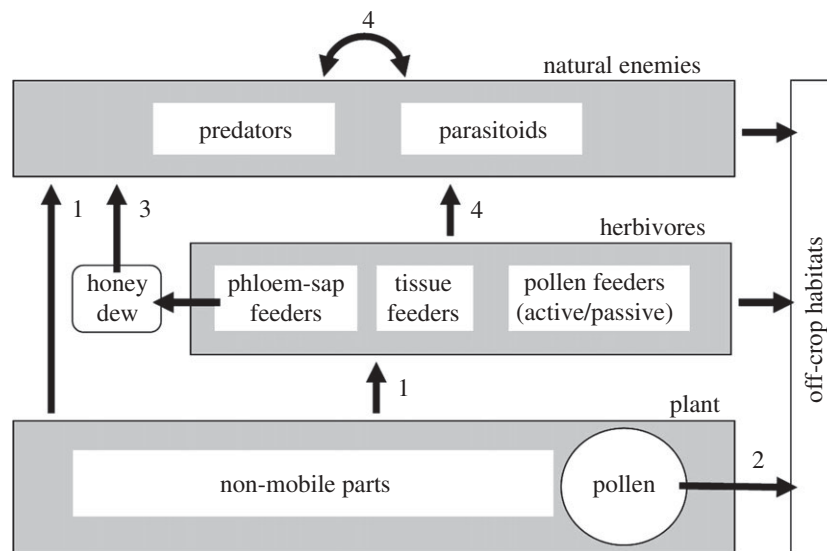 4
natural enemies
predators
parasitoids
1
3
4
herbivores
honey
dew
phloem-sap
feeders
tissue
feeders
pollen feeders
(active/passive)
off-crop habitats
1
plant
non-mobile parts
pollen
2